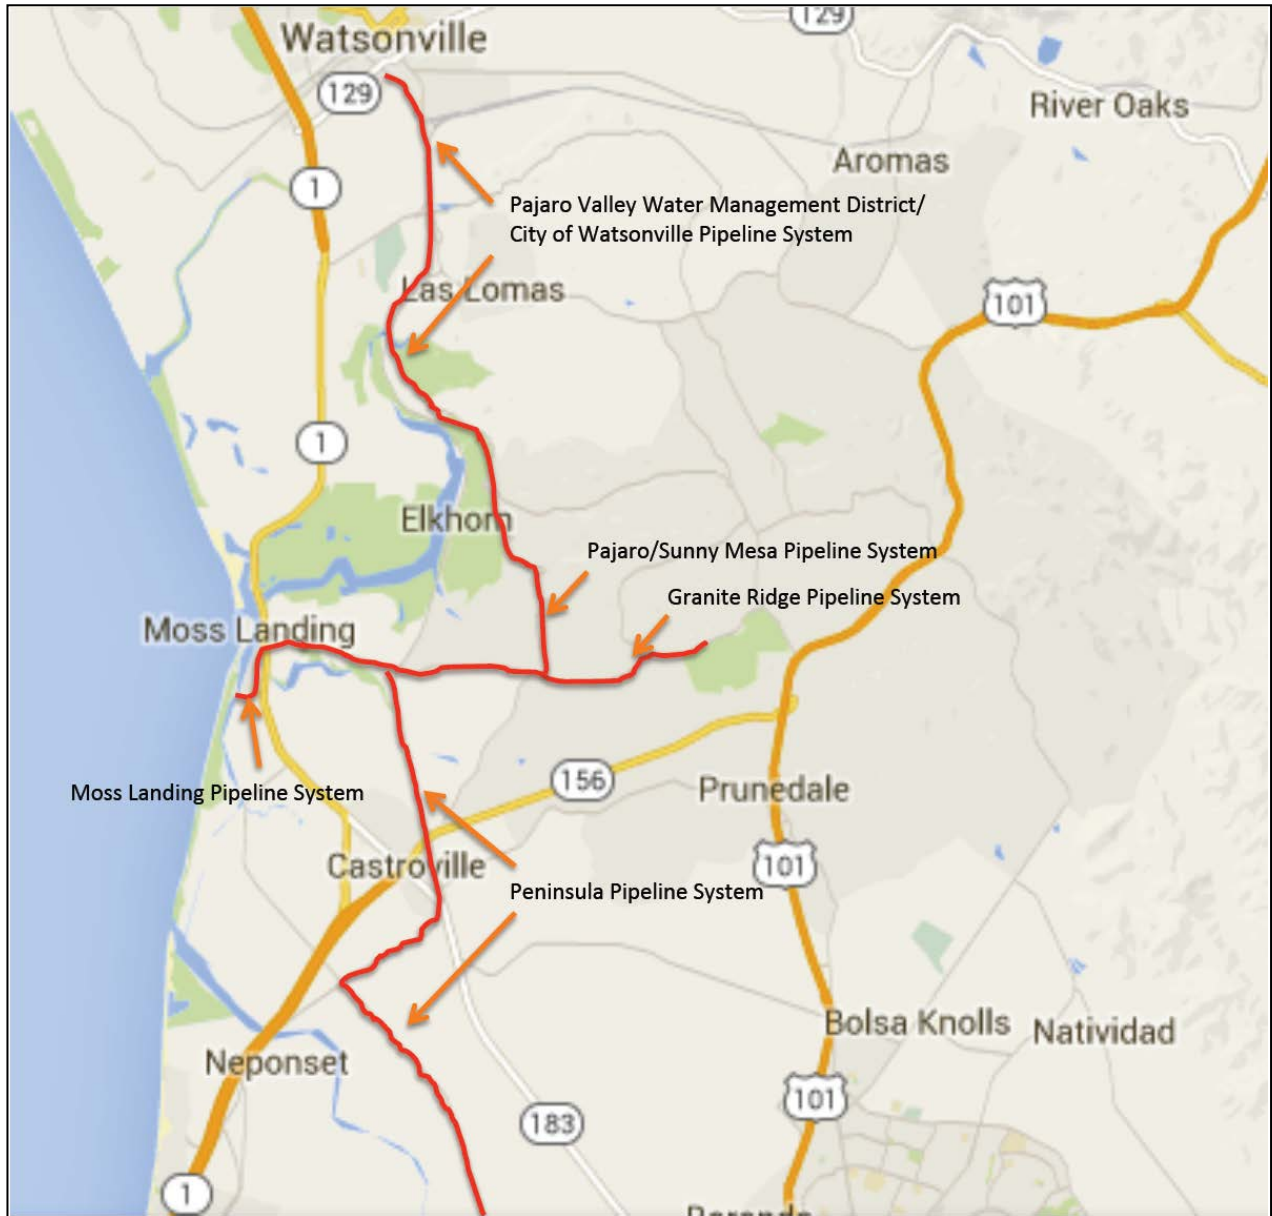 129
Watsonville
129
River Oaks
Aromas
1
Pajaro Valley Water Management District/
City of Watsonville Pipeline System
Las Lomas
101
1
Elkhorn
Pajaro/Sunny Mesa Pipeline System
Granite Ridge Pipeline System
Moss Landing
156
Prunedale
Moss Landing Pipeline System
Castroville
101
Peninsula Pipeline System
Bolsa Knolls
Natividad
Neponset
101
183
1